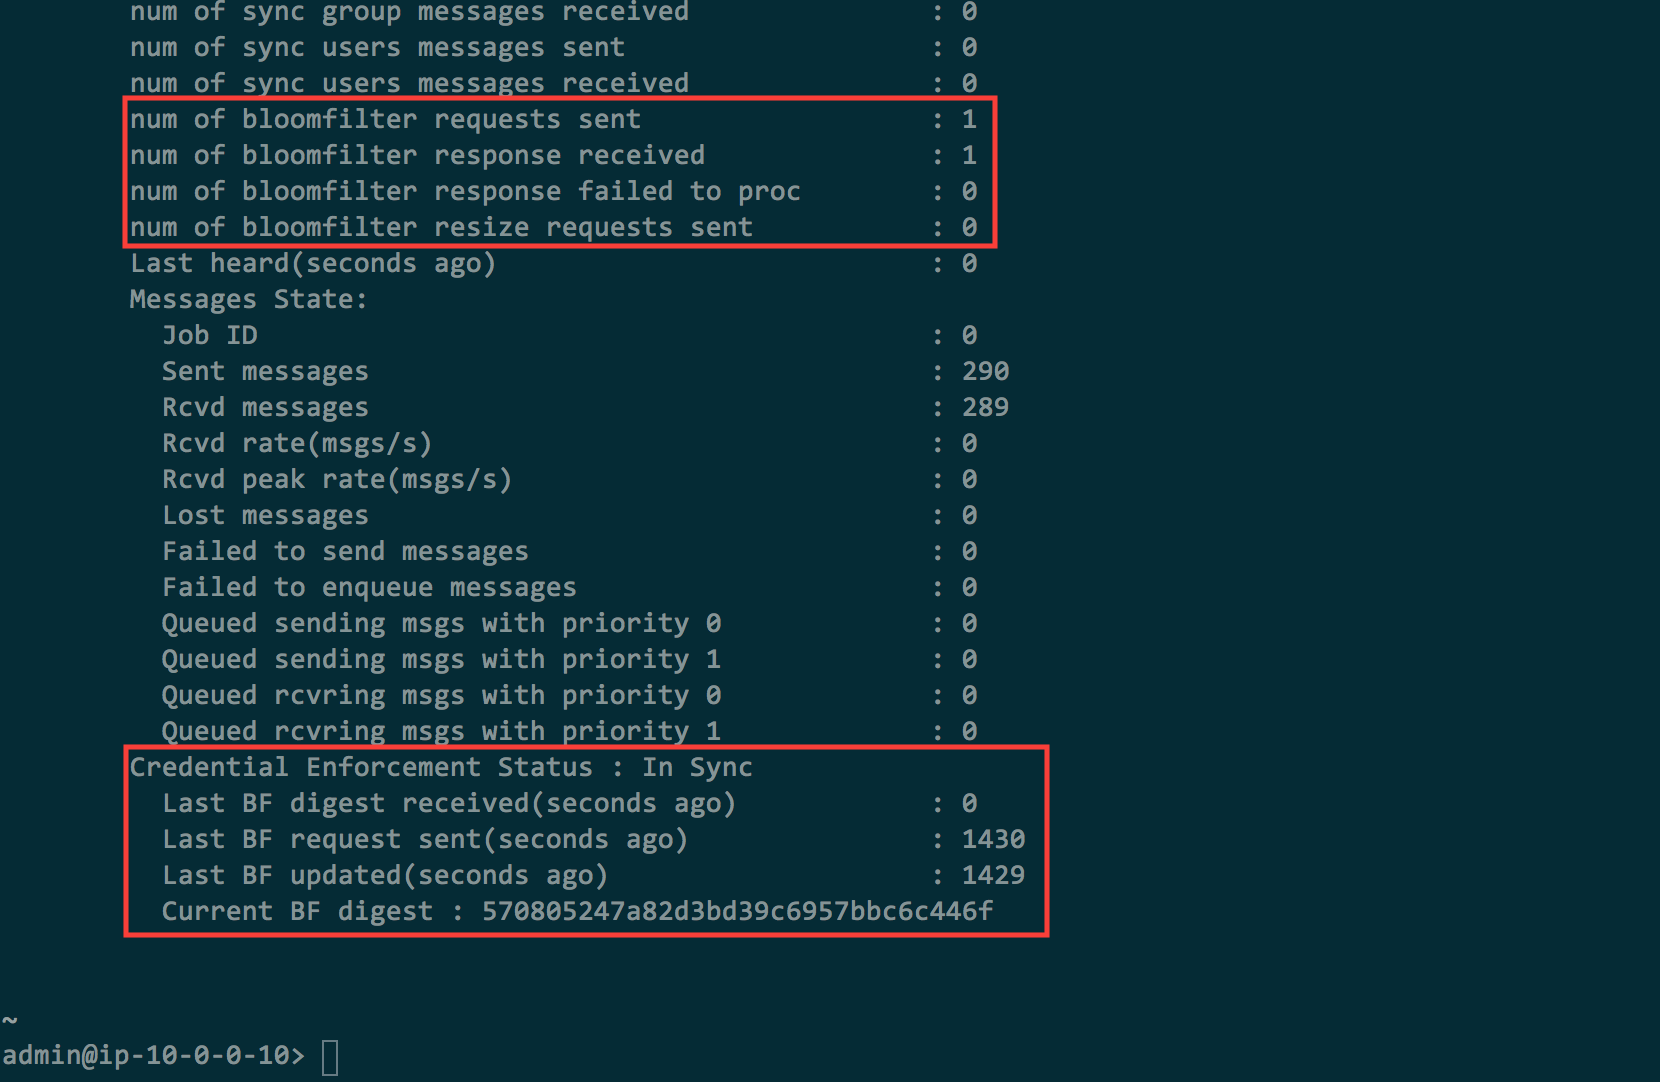 num of sync group messages received : 0
num of sync users messages sent : 0
num of sync users messages received : 0
num of bloomfilter requests sent : 1
num of bloomfilter response received : 1
num of bloomfilter response failed to proc : 0
num of bloomfilter resize requests sent : 0
Last heard(seconds ago) : 0
Messages State:
Job ID : 0
Sent messages : 290
Rcvd messages : 289
Rcvd rate(msgs/s) : 0
Rcvd peak rate(msgs/s) : 0
Lost messages : 0
Failed to send messages : 0
Failed to enqueue messages : 0
Queued sending msgs with priority 0 : 0
Queued sending msgs with priority 1 : 0
Queued rcvring msgs with priority 0 : 0
Queued rcvring msgs with priority 1 : 0
Credential Enforcement Status : In Sync
Last BF digest received(seconds ago) : 0
Last BF request sent(seconds ago) : 1430
Last BF updated(seconds ago) : 1429
Current BF digest : 570805247a82d3bd39c6957bbc6c446f
~
admin@ip-10-0-0-10>